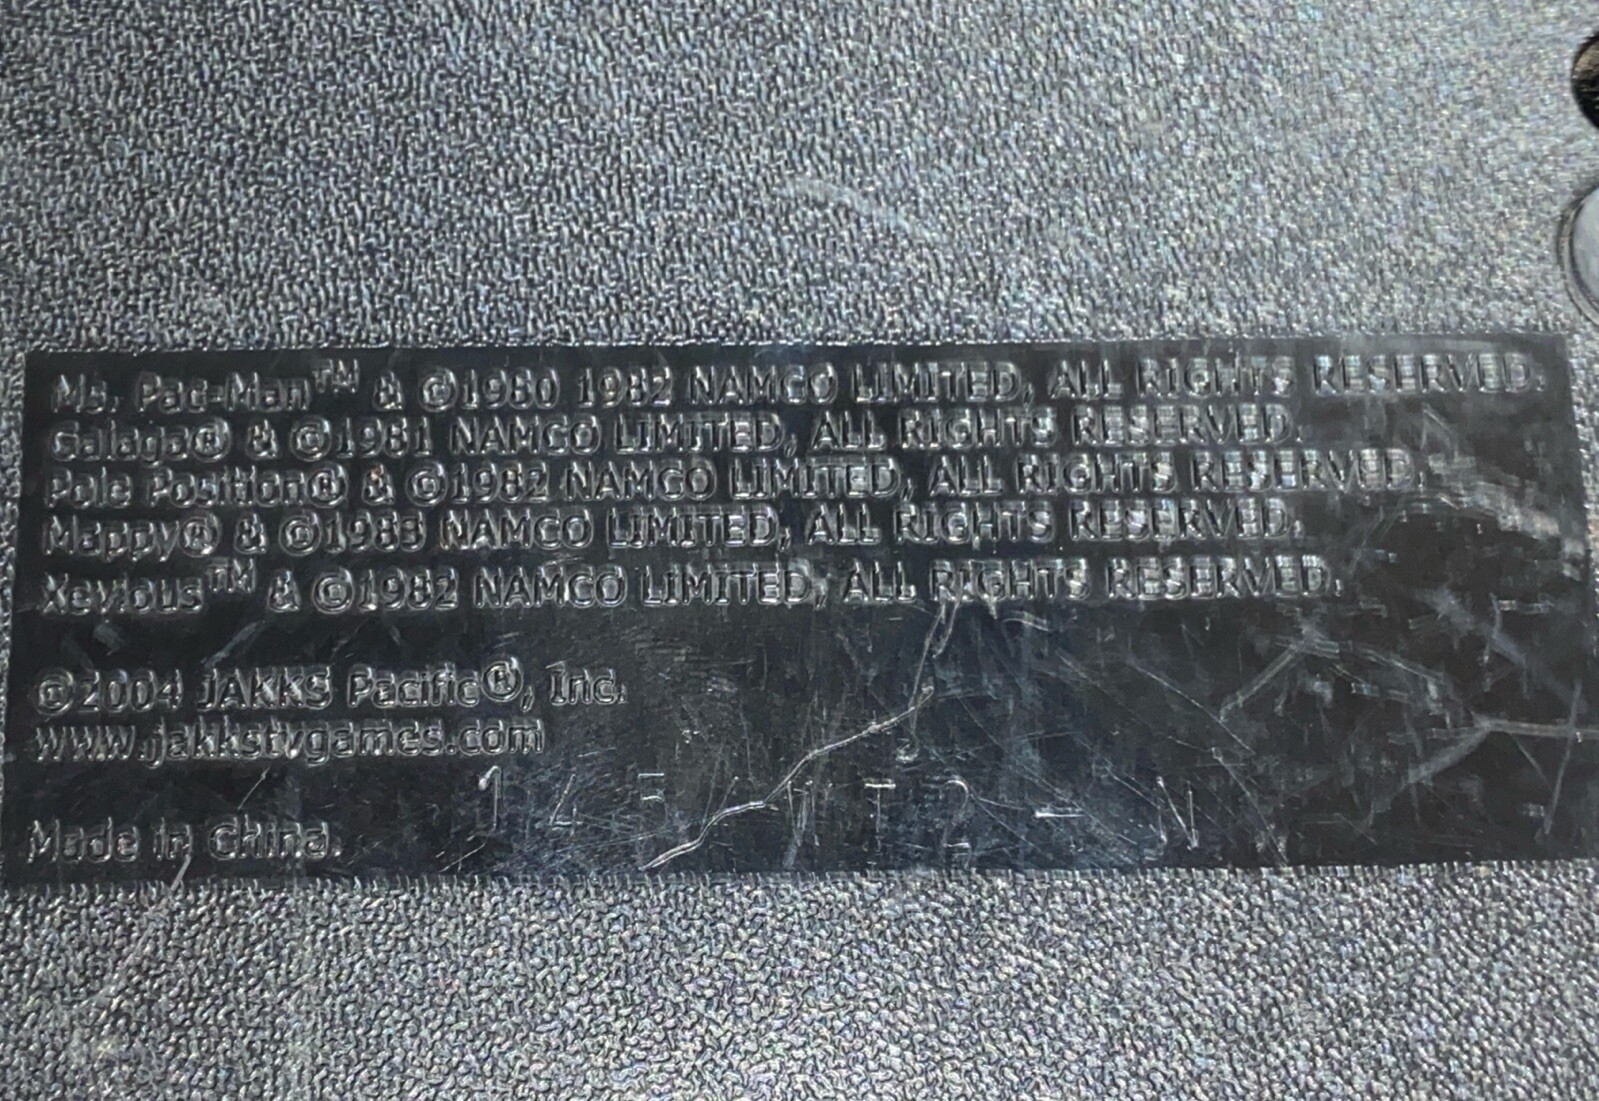 Ms. Pac-Man™ & ©1980 1982 NAMCO LIMITED, ALL RIGHTS RESERVED.
Galaga® & ©1981 NAMCO LIMITED, ALL RIGHTS RESERVED.
Pole Position® & ©1982 NAMCO LIMITED, ALL RIGHTS RESERVED.
Mappy® & ©1983 NAMCO LIMITED, ALL RIGHTS RESERVED.
Xevious™ & ©1982 NAMCO LIMITED, ALL RIGHTS RESERVED.
©2004 JAKKS Pacific®, Inc.
www.jakkstvgames.com
Made in China.